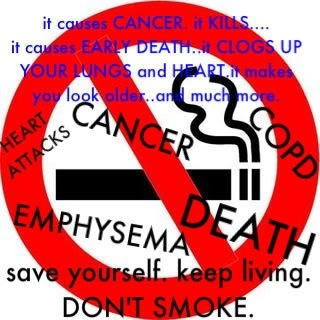 it causes CANCER. it KILLS....
it causes EARLY DEATH..it CLOGS UP
YOUR LUNGS and HEART.it makes
you look older..and much more.
HEART
ATTACKS
CANCER
COPD
EMPHYSEMA
DEATH
save yourself. keep living.
DON'T SMOKE.